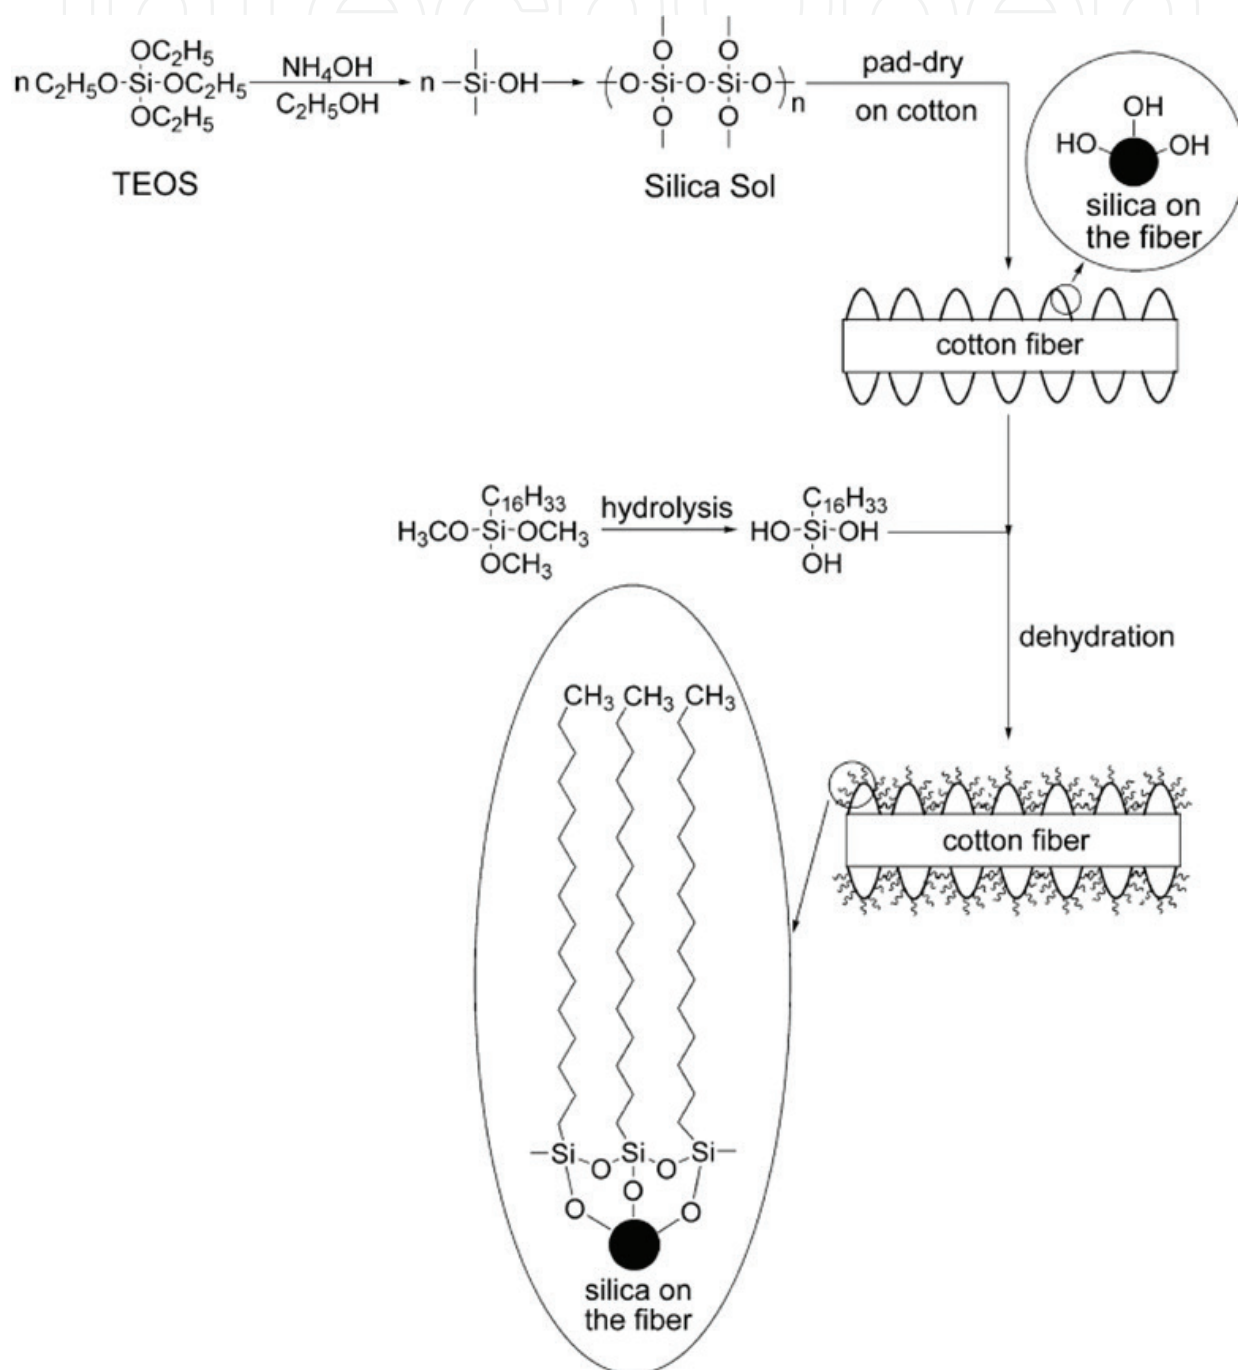 OC₂H₅
n C₂H₅O-Si-OC₂H₅
OC₂H₅
TEOS
NH₄OH
C₂H₅OH
n -Si-OH
O O
(O-Si-O-Si-O)n
O O
Silica Sol
pad-dry
on cotton
OH
HO OH
silica on
the fiber
cotton fiber
C₁₆H₃₃
H₃CO-Si-OCH₃
OCH₃
hydrolysis
C₁₆H₃₃
HO-Si-OH
OH
dehydration
cotton fiber
CH₃ CH₃ CH₃
Si O Si O Si
O O O
silica on
the fiber